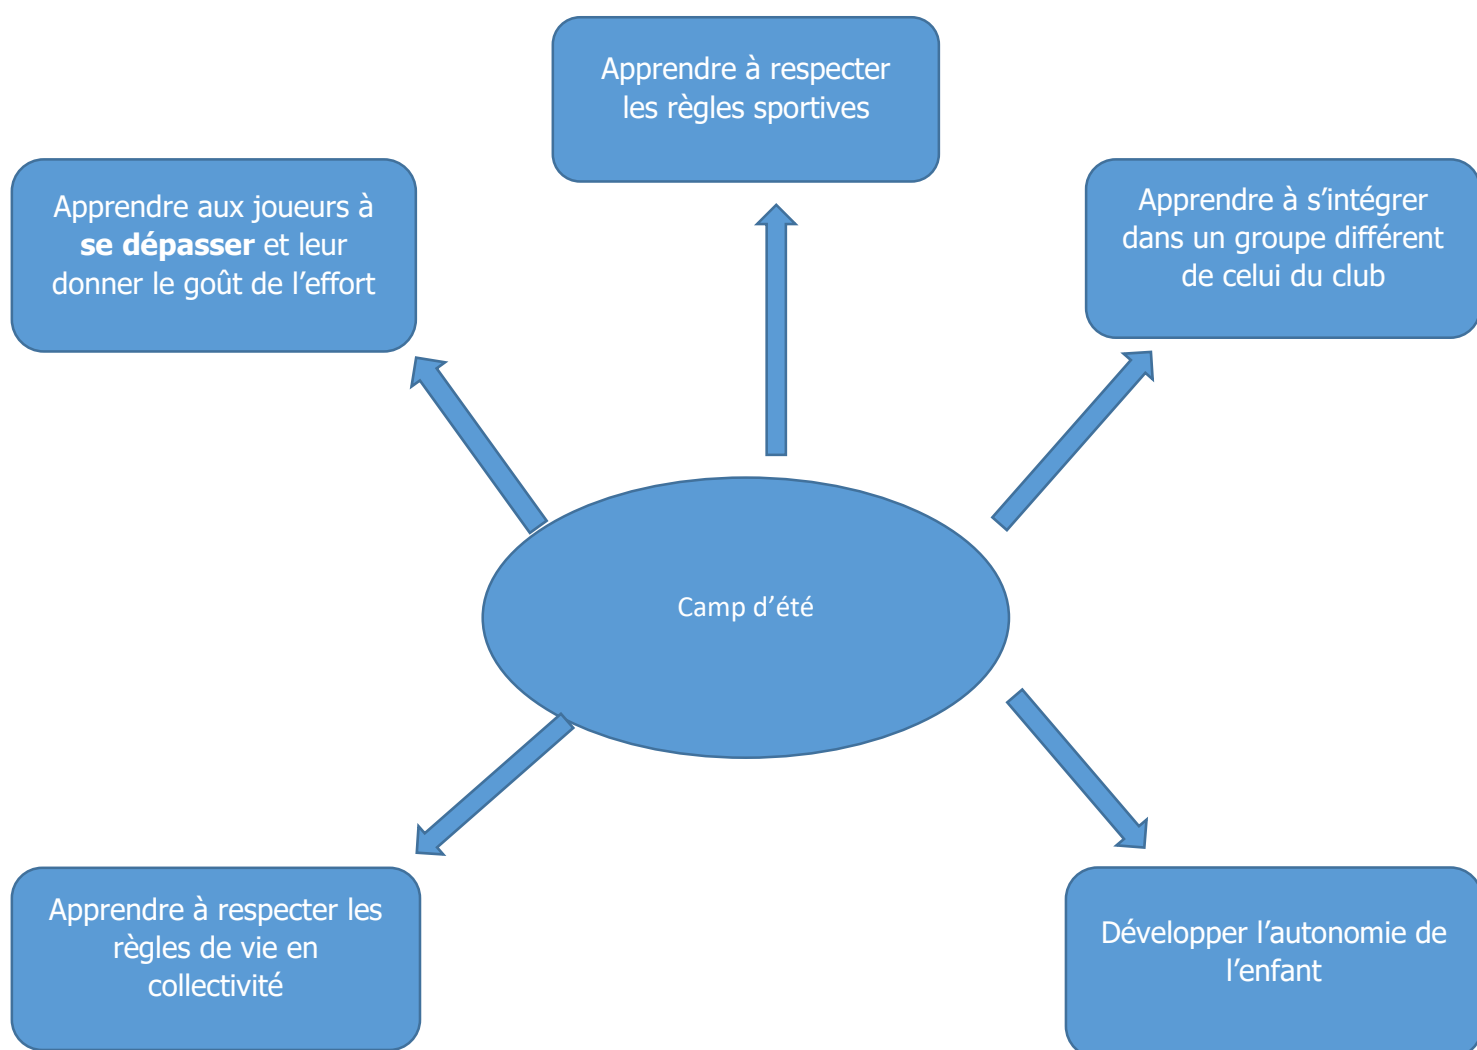 Apprendre à respecter
les règles sportives
Apprendre aux joueurs à
se dépasser et leur
donner le goût de l’effort
Apprendre à s’intégrer
dans un groupe différent
de celui du club
Camp d’été
Apprendre à respecter les
règles de vie en
collectivité
Développer l’autonomie de
l’enfant